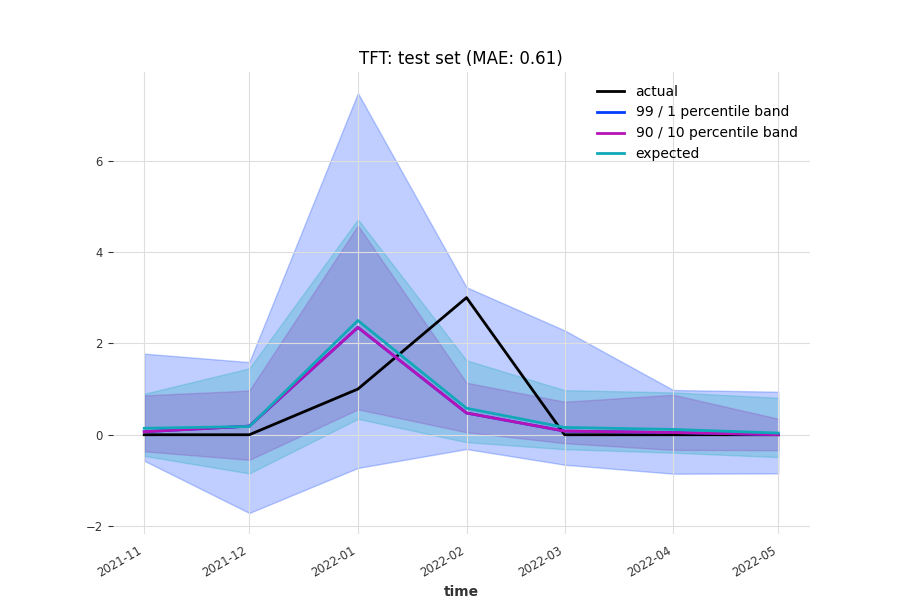 TFT: test set (MAE: 0.61)
actual
99 / 1 percentile band
90 / 10 percentile band
expected
6
4
2
0
−2
2021-11
2021-12
2022-01
2022-02
2022-03
2022-04
2022-05
time